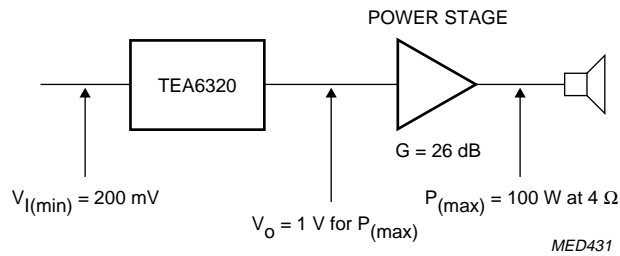 POWER STAGE
TEA6320
G = 26 dB
V_I(min) = 200 mV
V_o = 1 V for P_(max)
P_(max) = 100 W at 4 Ω
MED431